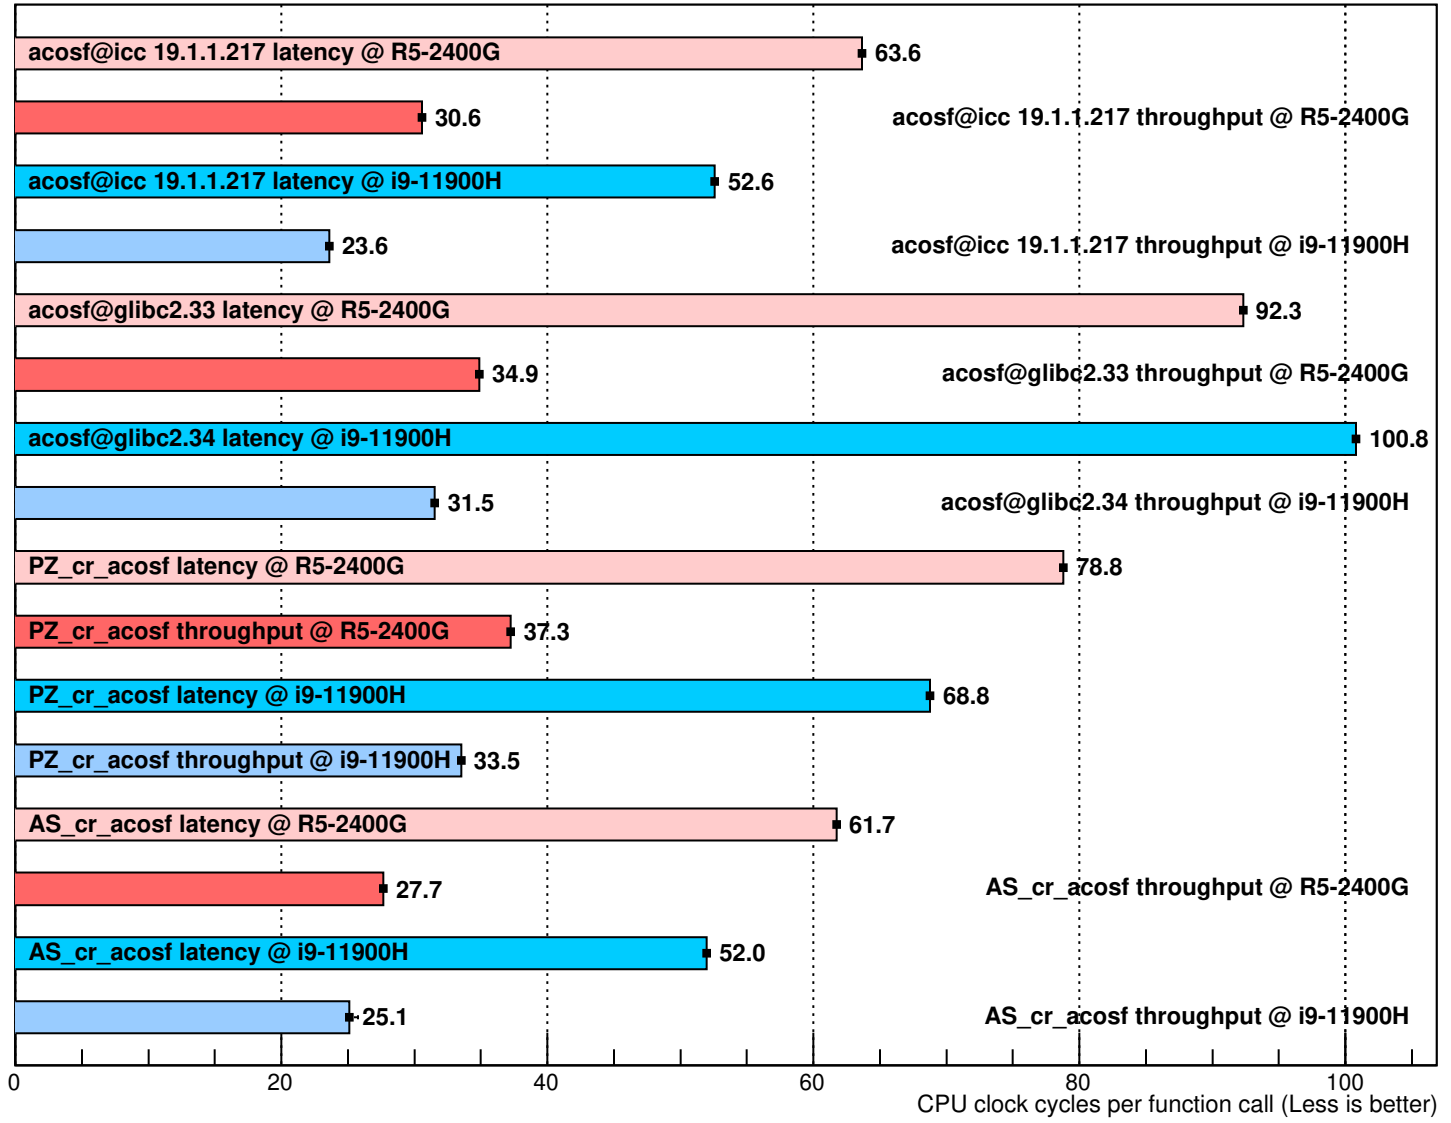 acosf@icc 19.1.1.217 latency @ R5-2400G 63.6
30.6 acosf@icc 19.1.1.217 throughput @ R5-2400G
acosf@icc 19.1.1.217 latency @ i9-11900H 52.6
23.6 acosf@icc 19.1.1.217 throughput @ i9-11900H
acosf@glibc2.33 latency @ R5-2400G 92.3
34.9 acosf@glibc2.33 throughput @ R5-2400G
acosf@glibc2.34 latency @ i9-11900H 100.8
31.5 acosf@glibc2.34 throughput @ i9-11900H
PZ_cr_acosf latency @ R5-2400G 78.8
PZ_cr_acosf throughput @ R5-2400G 37.3
PZ_cr_acosf latency @ i9-11900H 68.8
PZ_cr_acosf throughput @ i9-11900H 33.5
AS_cr_acosf latency @ R5-2400G 61.7
27.7 AS_cr_acosf throughput @ R5-2400G
AS_cr_acosf latency @ i9-11900H 52.0
25.1 AS_cr_acosf throughput @ i9-11900H
0 20 40 60 80 100
CPU clock cycles per function call (Less is better)